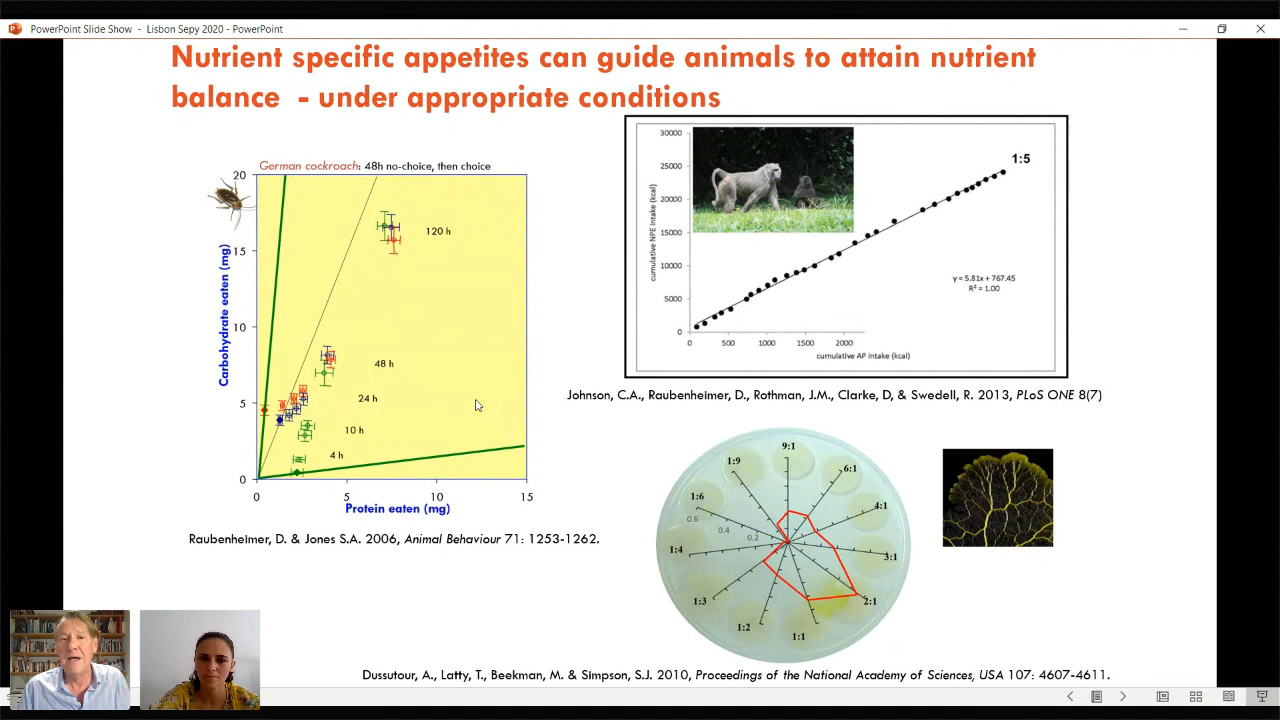 PowerPoint Slide Show - Lisbon Sepy 2020 - PowerPoint
Nutrient specific appetites can guide animals to attain nutrient
balance - under appropriate conditions
German cockroach: 48h no-choice, then choice
20
15
10
5
0
Carbohydrate eaten (mg)
120 h
48 h
24 h
10 h
4 h
0 5 10 15
Protein eaten (mg)
Raubenheimer, D. & Jones S.A. 2006, Animal Behaviour 71: 1253-1262.
30000
25000
20000
15000
10000
5000
0
cumulative NPE intake (kcal)
1:5
y = 5.81x + 767.45
R² = 1.00
0 500 1000 1500 2000
cumulative AP intake (kcal)
Johnson, C.A., Raubenheimer, D., Rothman, J.M., Clarke, D, & Swedell, R. 2013, PLoS ONE 8(7)
9:1
6:1
4:1
3:1
2:1
1:1
1:2
1:3
1:4
1:6
1:9
0.6
0.4
0.2
Dussutour, A., Latty, T., Beekman, M. & Simpson, S.J. 2010, Proceedings of the National Academy of Sciences, USA 107: 4607-4611.